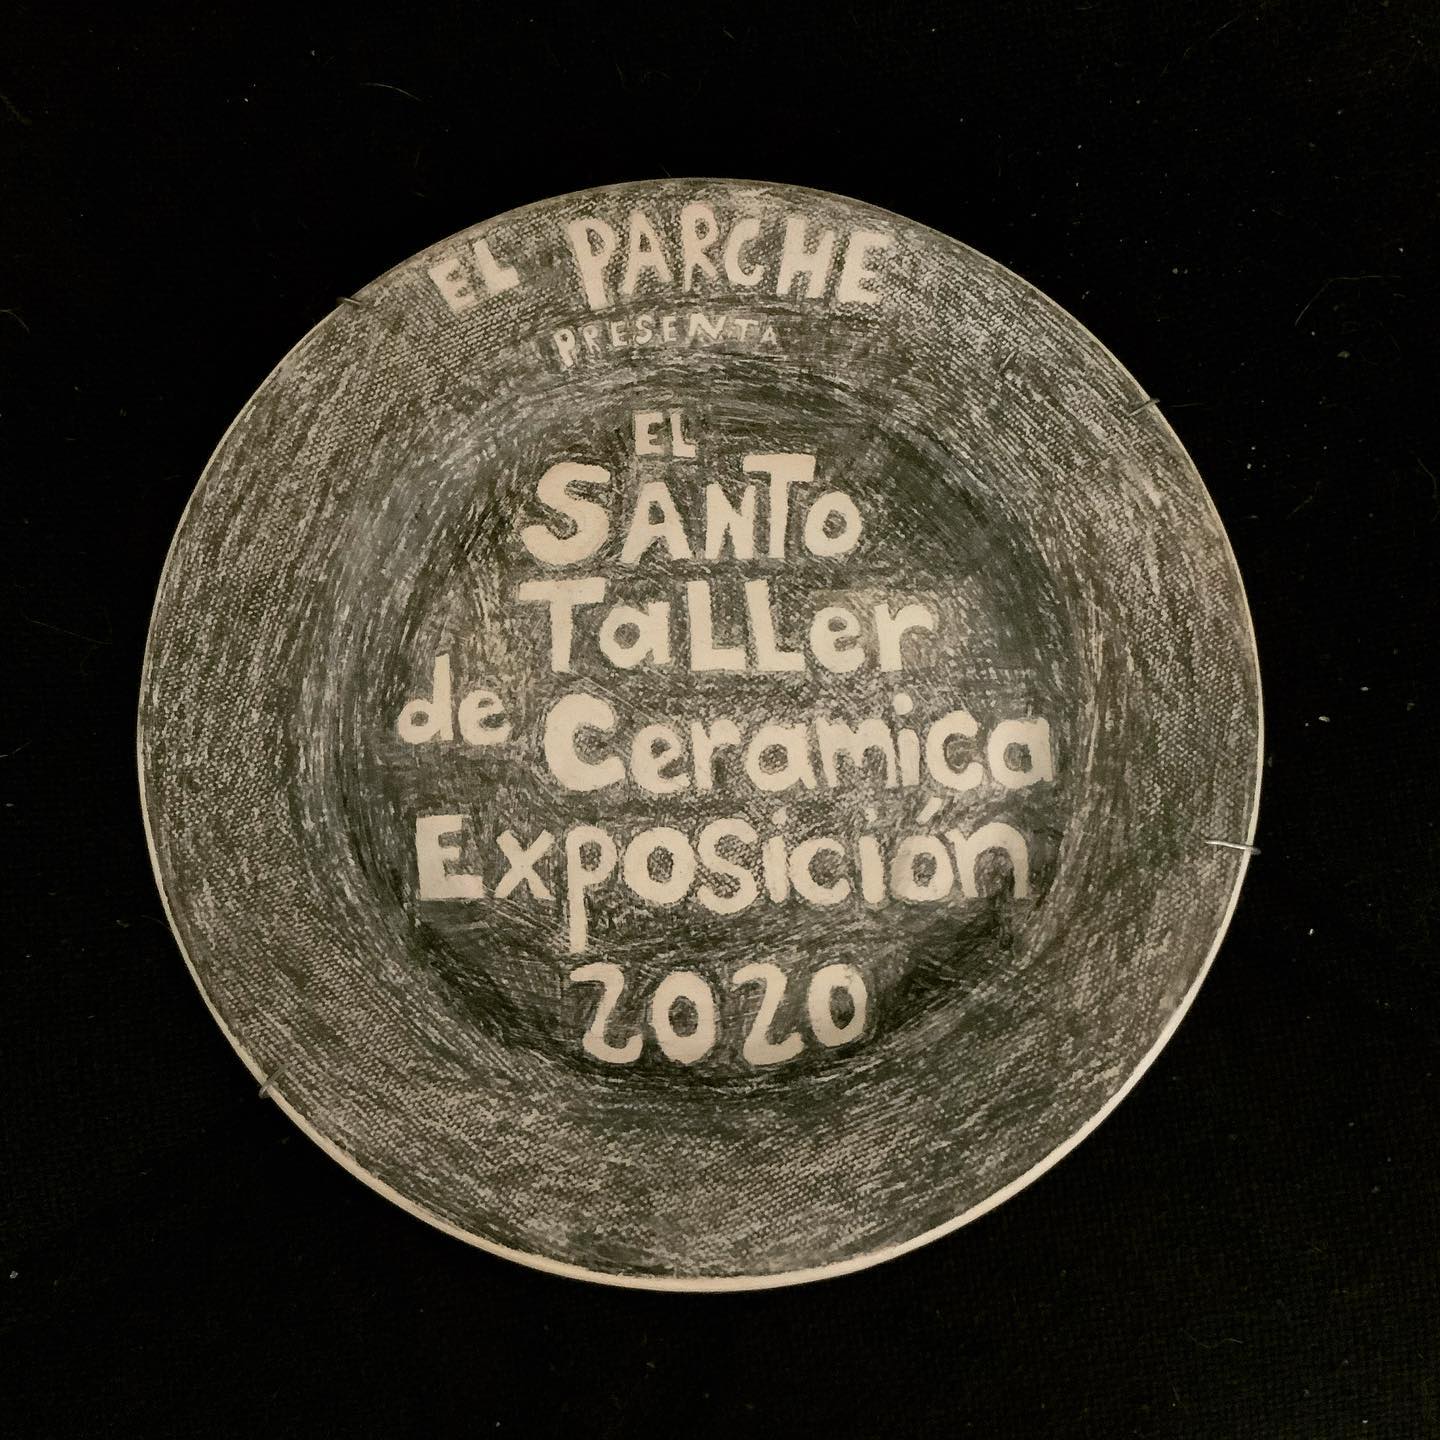 EL PARCHE
PRESENTA
EL
SANTO
TaLLer
de Ceramica
Exposición
2020